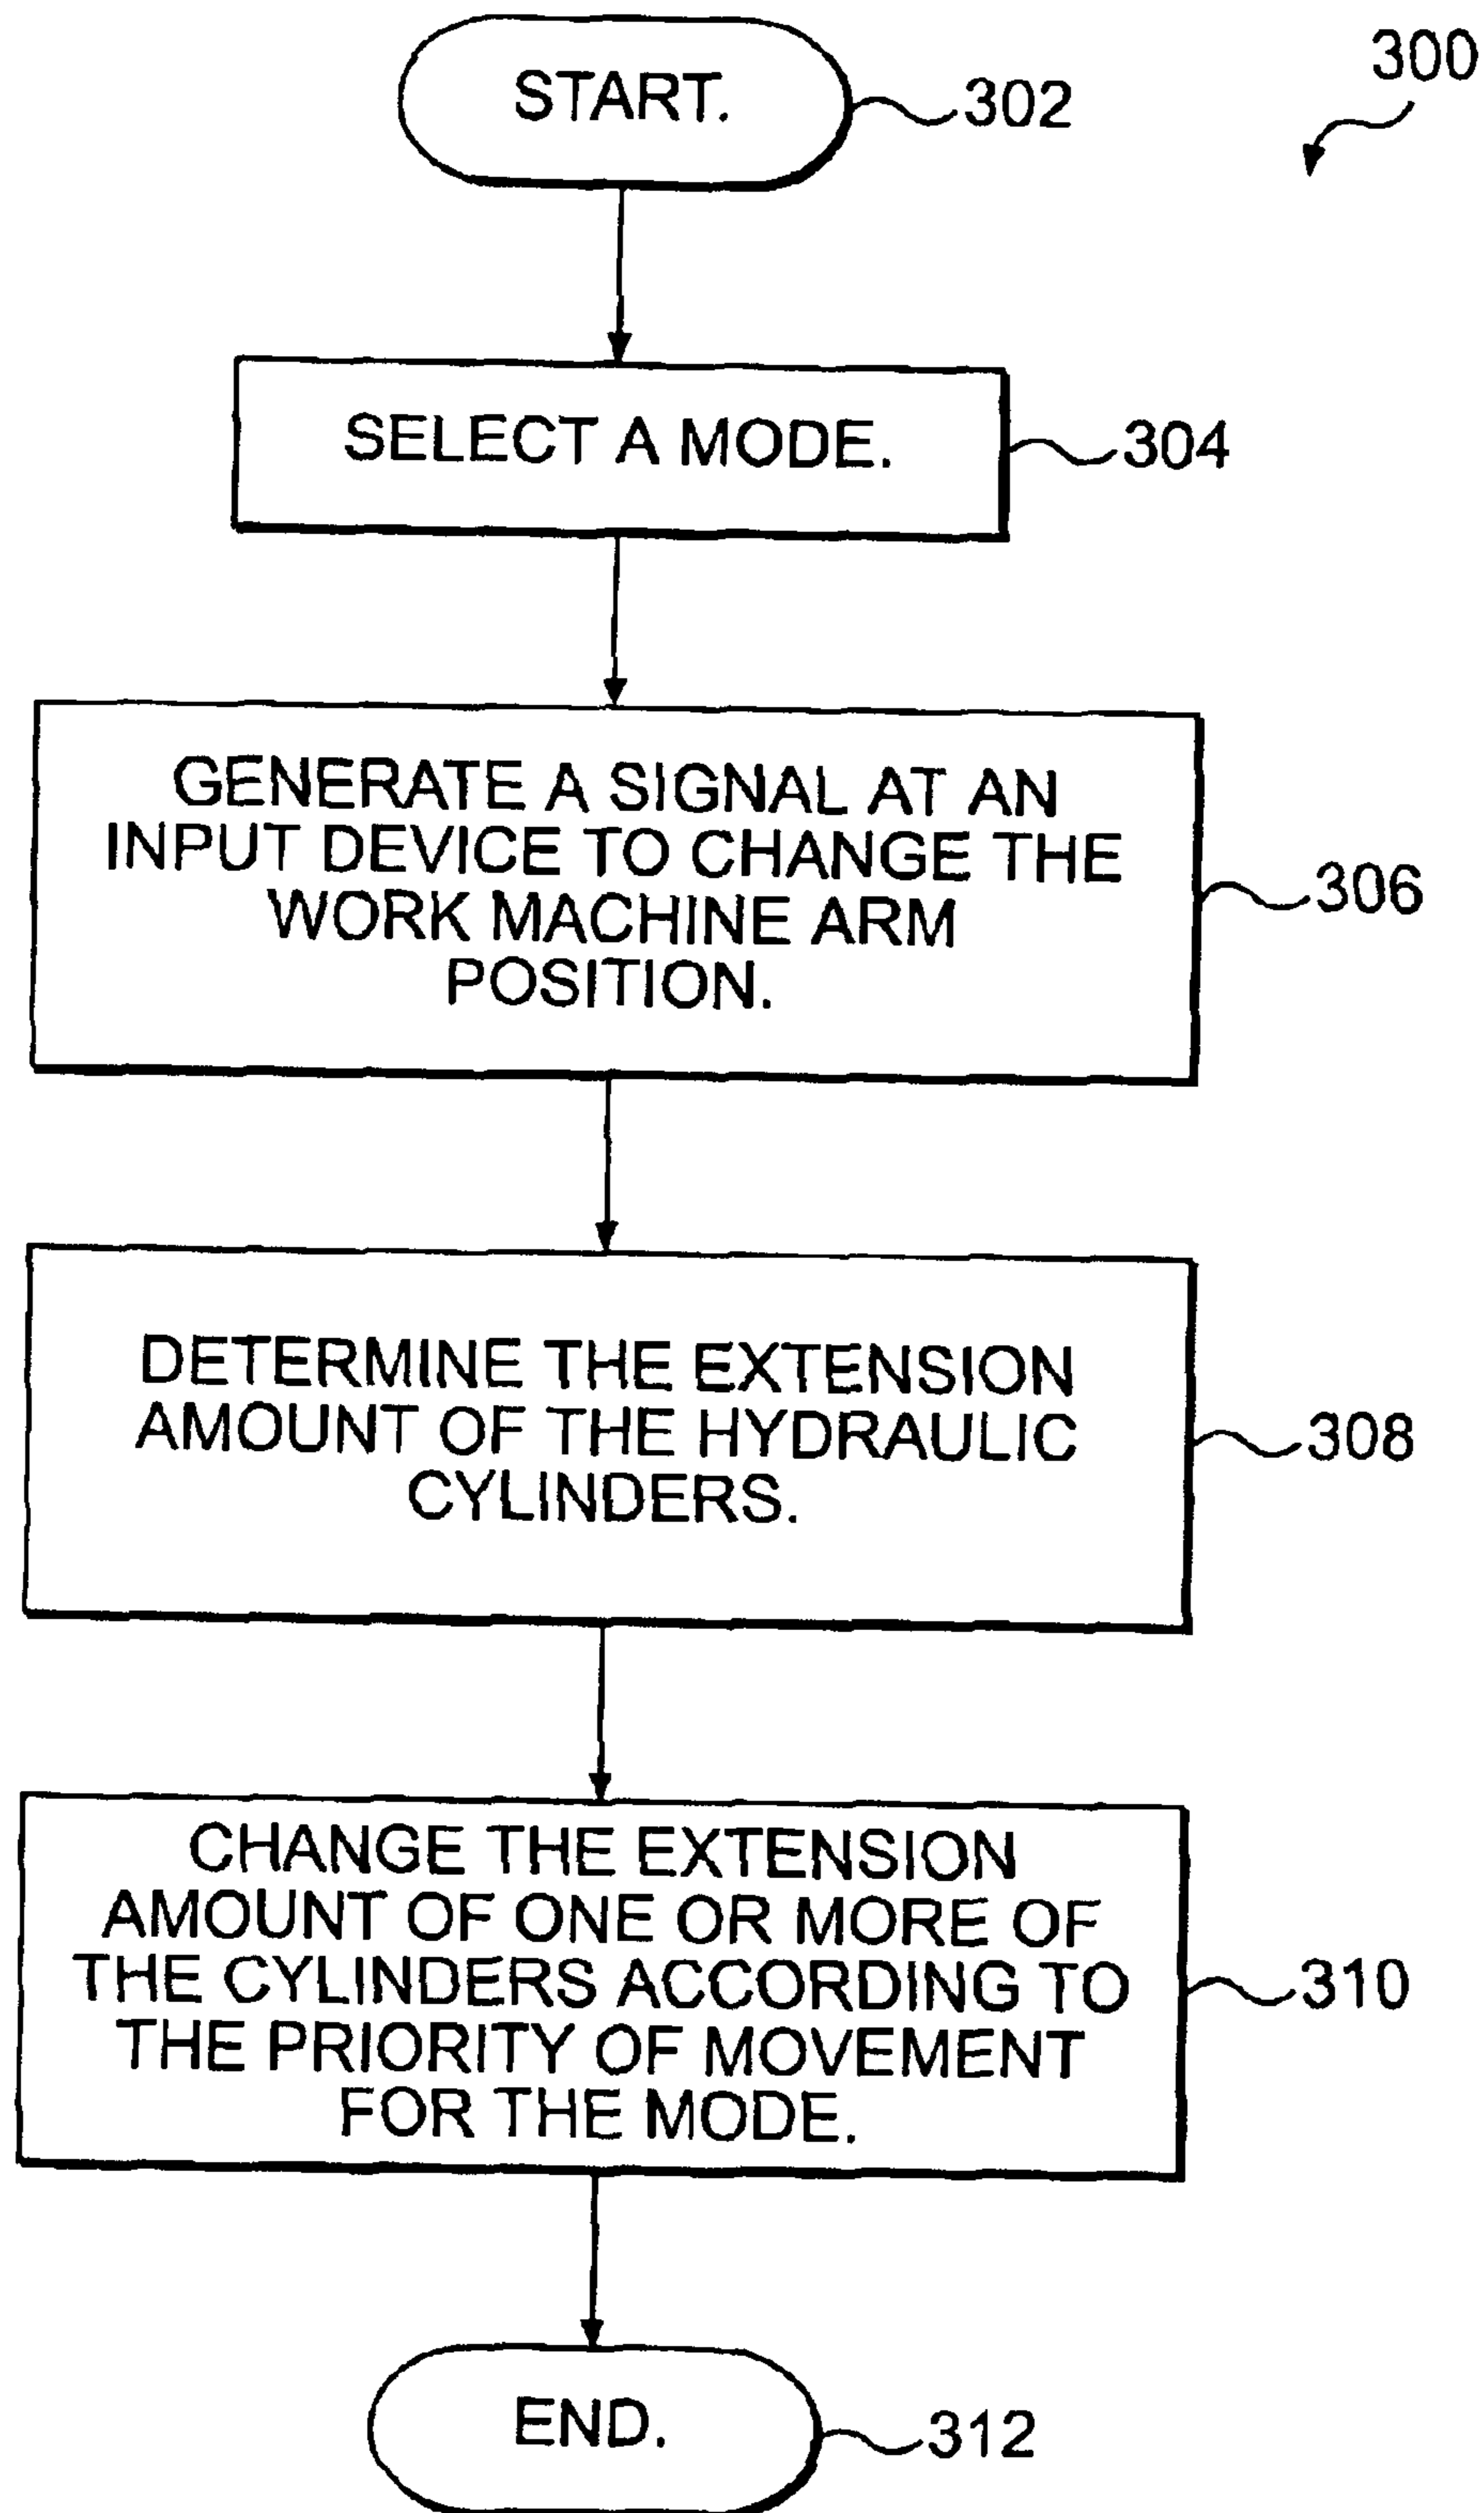 300
START.
302
SELECT A MODE.
304
GENERATE A SIGNAL AT AN
INPUT DEVICE TO CHANGE THE
WORK MACHINE ARM
POSITION.
306
DETERMINE THE EXTENSION
AMOUNT OF THE HYDRAULIC
CYLINDERS.
308
CHANGE THE EXTENSION
AMOUNT OF ONE OR MORE OF
THE CYLINDERS ACCORDING TO
THE PRIORITY OF MOVEMENT
FOR THE MODE.
310
END.
312